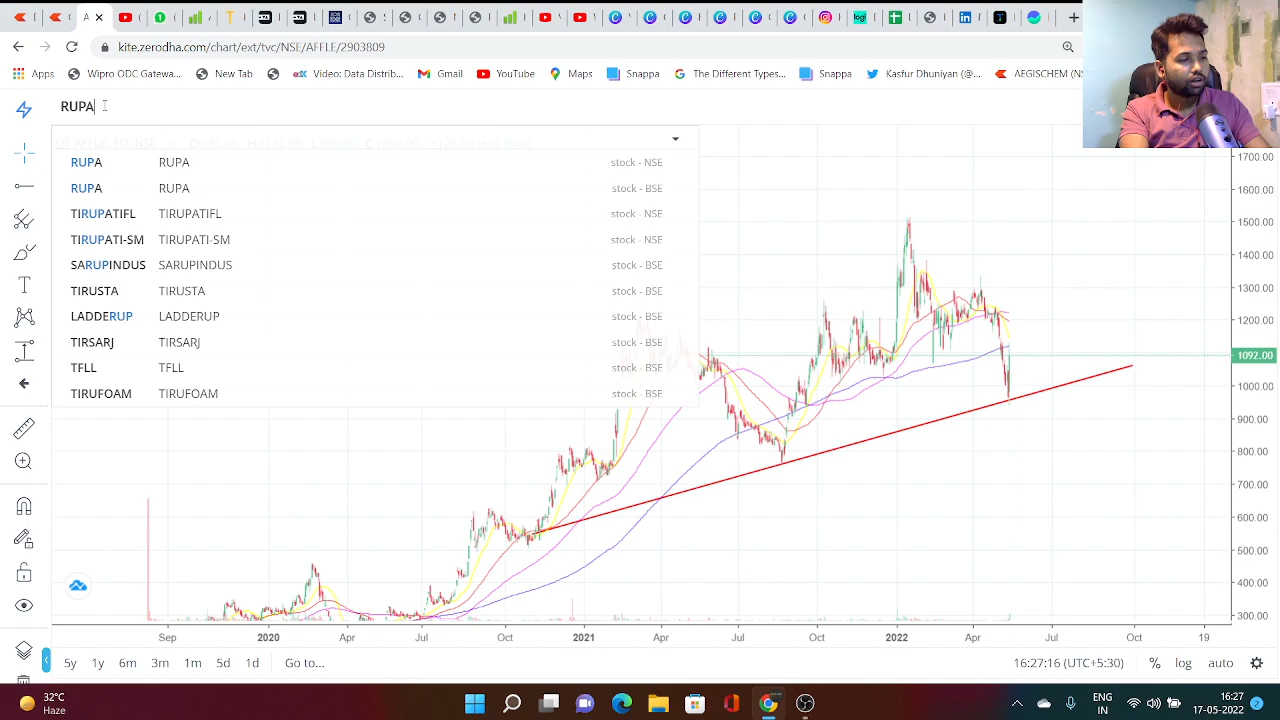 A
kite.zerodha.com/chart/ext/tvc/NSE/AFFLE/2903809
Apps
Wipro ODC Gatewa...
New Tab
Video: Data Distrib...
Gmail
YouTube
Maps
Snappa
The Different Types...
Snappa
Kasfur Dhuniyan (@...
AEGISCHEM (NS
RUPA
AFFLE, 1D, NSE
RUPA RUPA stock - NSE
RUPA RUPA stock - BSE
TIRUPATIFL TIRUPATIFL stock - NSE
TIRUPATI-SM TIRUPATI-SM stock - NSE
SARUPINDUS SARUPINDUS stock - BSE
TIRUSTA TIRUSTA stock - BSE
LADDERUP LADDERUP stock - BSE
TIRSARJ TIRSARJ stock - BSE
TFLL TFLL stock - BSE
TIRUFOAM TIRUFOAM stock - BSE
1700.00
1600.00
1500.00
1400.00
1300.00
1200.00
1092.00
1000.00
900.00
800.00
700.00
600.00
500.00
400.00
300.00
Sep 2020 Apr Jul Oct 2021 Apr Jul Oct 2022 Apr Jul Oct 19
5y 1y 6m 3m 1m 5d 1d Go to... 16:27:16 (UTC+5:30) % log auto
32°C
Haze
ENG
IN
16:27
17-05-2022